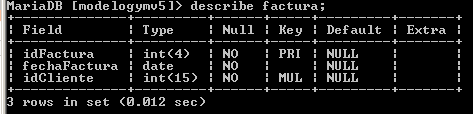 MariaDB [modelogymv5]> describe factura;
+--------------+---------+------+-----+---------+-------+
| Field        | Type    | Null | Key | Default | Extra |
+--------------+---------+------+-----+---------+-------+
| idFactura    | int(4)  | NO   | PRI | NULL    |       |
| fechaFactura | date    | NO   |     | NULL    |       |
| idCliente    | int(15) | NO   | MUL | NULL    |       |
+--------------+---------+------+-----+---------+-------+
3 rows in set (0.012 sec)